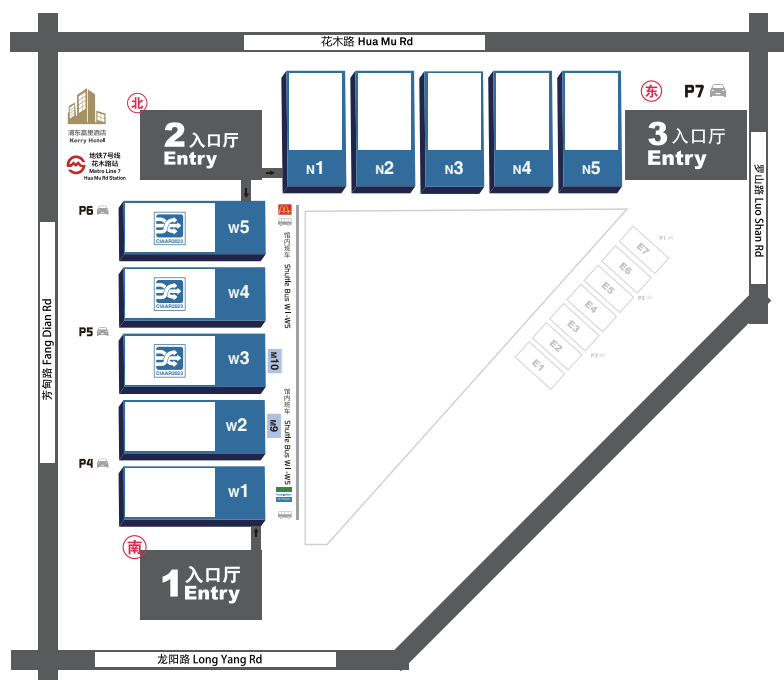 花木路 Hua Mu Rd
北
东
P7
浦东嘉里酒店
Kerry Hotel
地铁7号线
花木路站
Metro Line 7
Hua Mu Rd Station
2 入口厅
Entry
N1
N2
N3
N4
N5
3 入口厅
Entry
罗山路 Luo Shan Rd
P6
CIAAR2023
W5
馆内班车 Shuttle Bus W1-W5
CIAAR2023
W4
P5
CIAAR2023
W3
M10
W2
M9
馆内班车 Shuttle Bus W1-W5
P4
W1
芳甸路 Fang Dian Rd
E7
P1
E6
E5
P2
E4
E3
E2
P3
E1
南
1 入口厅
Entry
龙阳路 Long Yang Rd